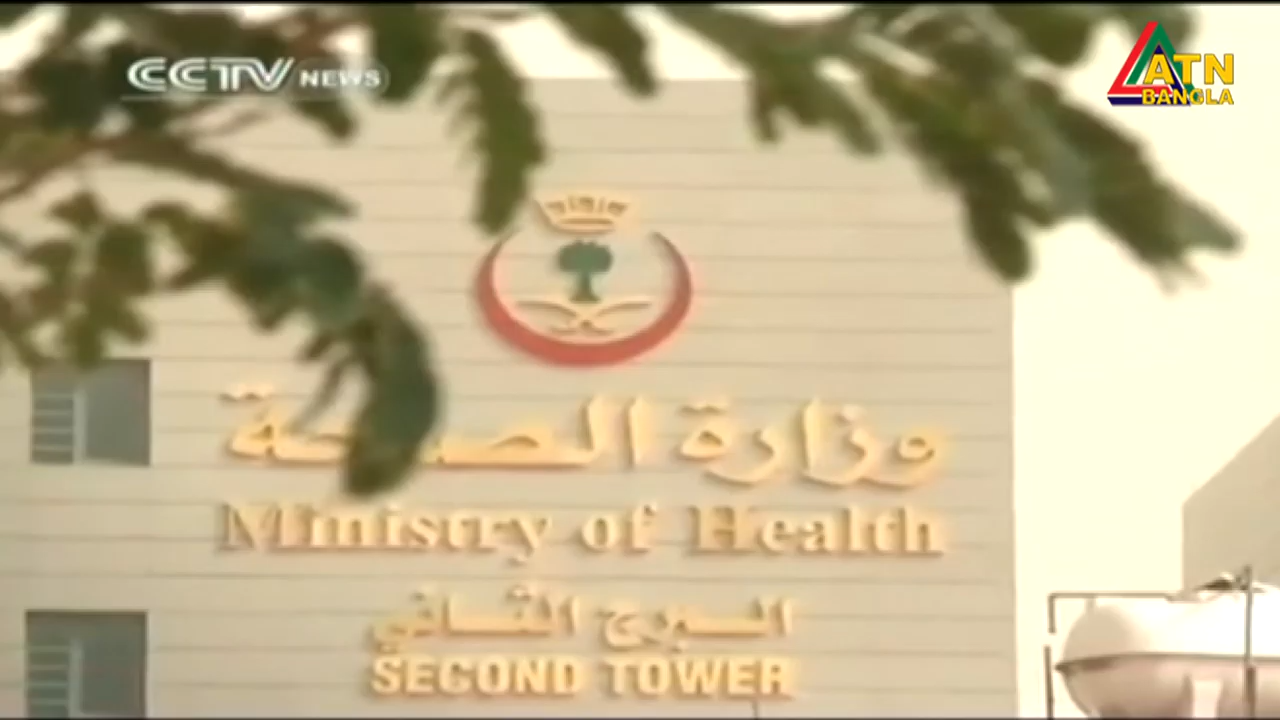 CCTV NEWS
ATN
BANGLA
وزارة الصحة
Ministry of Health
البرج الثاني
SECOND TOWER